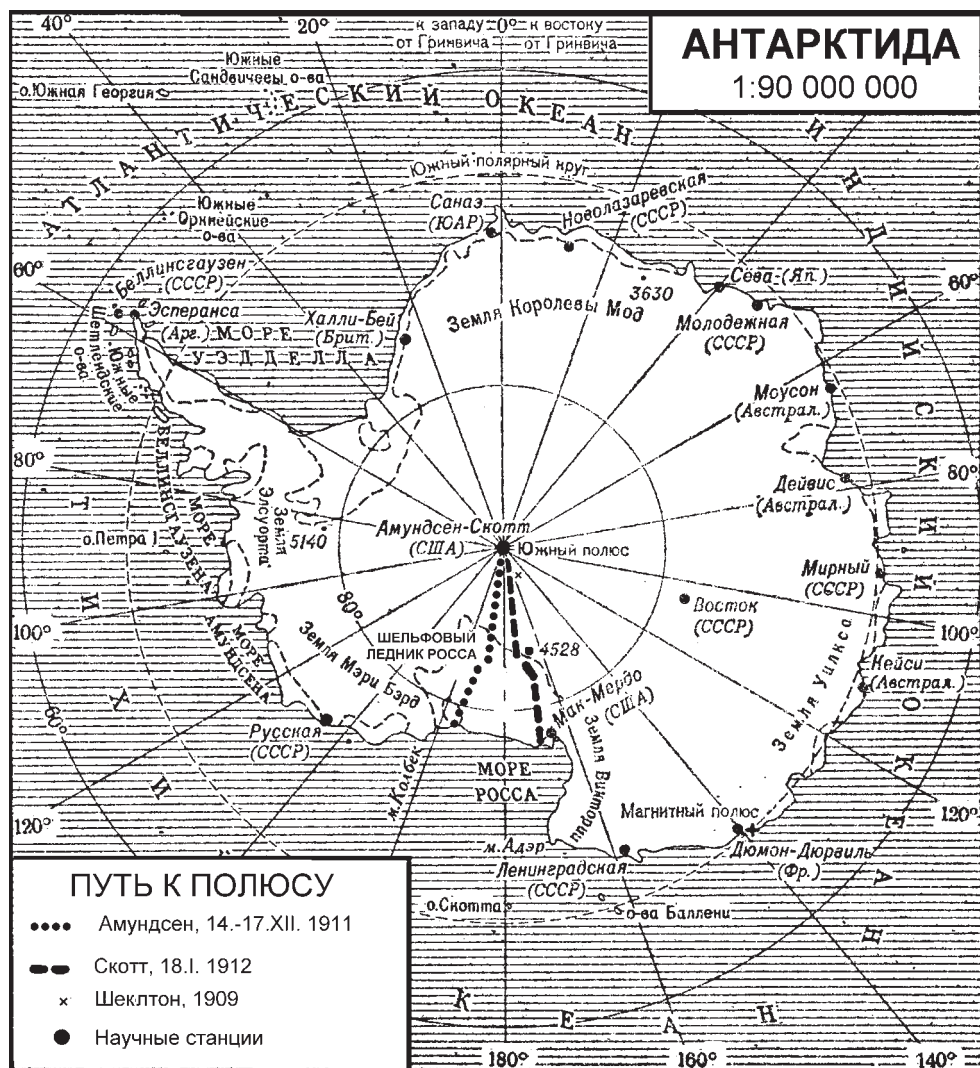 АНТАРКТИДА
1:90 000 000
40°
20°
к западу 0° к востоку
от Гринвича от Гринвича
Южные
Сандвичевы о-ва
о.Южная Георгия
АТЛАНТИЧЕСКИЙ ОКЕАН
ИНДИЙСКИЙ ОКЕАН
Южный полярный круг
Санаэ
(ЮАР)
Новолазаревская
(СССР)
Южные
Оркнейские
о-ва
60°
Беллинсгаузен
(СССР)
Эсперанса
(Арг.)
Шетлендские
Южные
о-ва
МОРЕ
УЭДДЕЛЛА
Халли-Бей
(Брит.)
Земля Королевы Мод
3630
Сёва (Яп.)
60°
Молодежная
(СССР)
Моусон
(Австрал.)
80°
МОРЕ
БЕЛЛИНСГАУЗЕНА
Земля
Элсуорта
5140
о.Петра I
Амундсен-Скотт
(США)
Южный полюс
Дейвис
(Австрал.)
80°
Мирный
(СССР)
Восток
(СССР)
100°
МОРЕ
АМУНДСЕНА
80°
ШЕЛЬФОВЫЙ
ЛЕДНИК РОССА
4528
100°
Земля Мэри Бэрд
Кейси
(Австрал.
Земля Уилкса
60°
Русская
(СССР)
м.Колбек
Мак-Мердо
(США)
Земля Виктории
МОРЕ
РОССА
120°
Магнитный полюс
120°
м.Адэр
Дюмон-Дюрвиль
(Фр.)
Ленинградская
(СССР)
о.Скотта
о-ва Баллени
ТИХИЙ
ОКЕАН
180°
160°
140°
ПУТЬ К ПОЛЮСУ
Амундсен, 14.-17.XII. 1911
Скотт, 18.I. 1912
Шеклтон, 1909
Научные станции